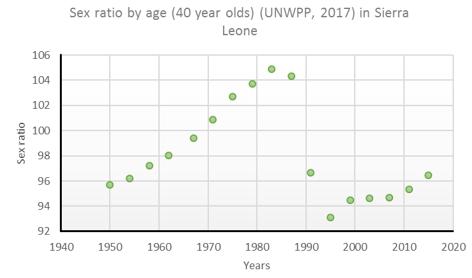 Sex ratio by age (40 year olds) (UNWPP, 2017) in Sierra
Leone
106
104
102
100
98
96
94
92
Sex ratio
1940 1950 1960 1970 1980 1990 2000 2010 2020
Years